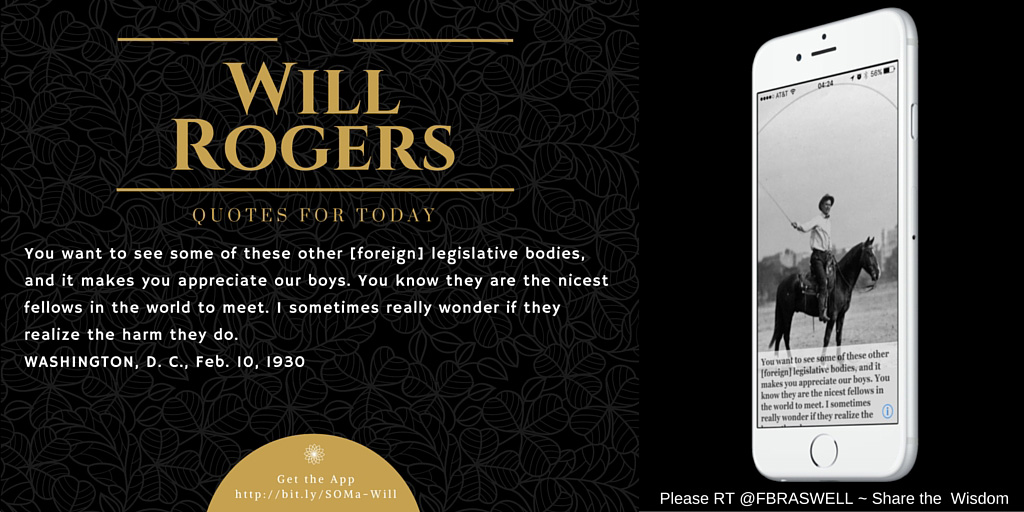 WILL
ROGERS
QUOTES FOR TODAY
You want to see some of these other [foreign] legislative bodies,
and it makes you appreciate our boys. You know they are the nicest
fellows in the world to meet. I sometimes really wonder if they
realize the harm they do.
WASHINGTON, D. C., Feb. 10, 1930
Get the App
http://bit.ly/SOMa-Will
AT&T 04:24 56%
You want to see some of these other
[foreign] legislative bodies, and it
makes you appreciate our boys. You
know they are the nicest fellows in
the world to meet. I sometimes
really wonder if they realize the
Please RT @FBRASWELL ~ Share the Wisdom